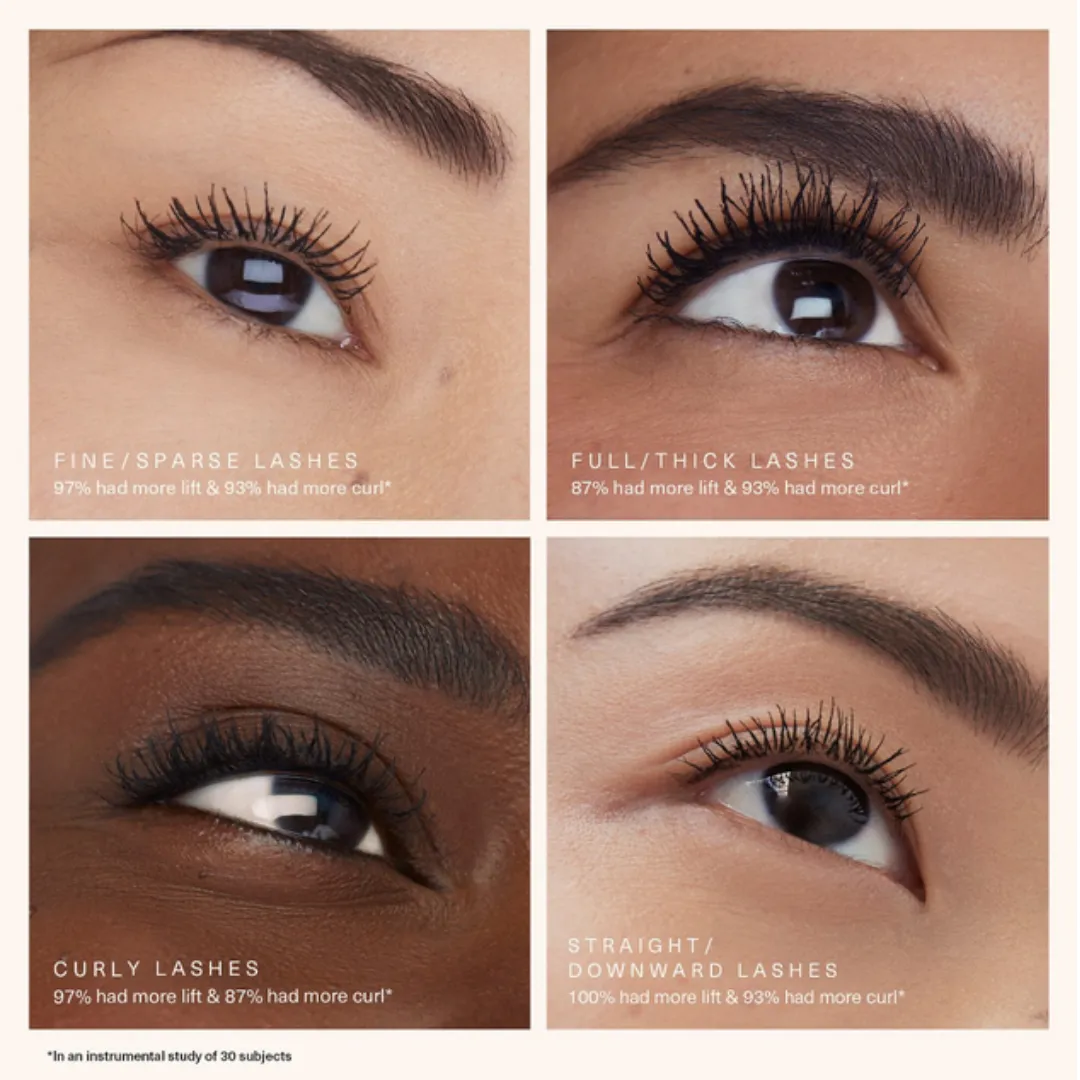 FINE/SPARSE LASHES
97% had more lift & 93% had more curl*
FULL/THICK LASHES
87% had more lift & 93% had more curl*
CURLY LASHES
97% had more lift & 87% had more curl*
STRAIGHT/
DOWNWARD LASHES
100% had more lift & 93% had more curl*
*In an instrumental study of 30 subjects